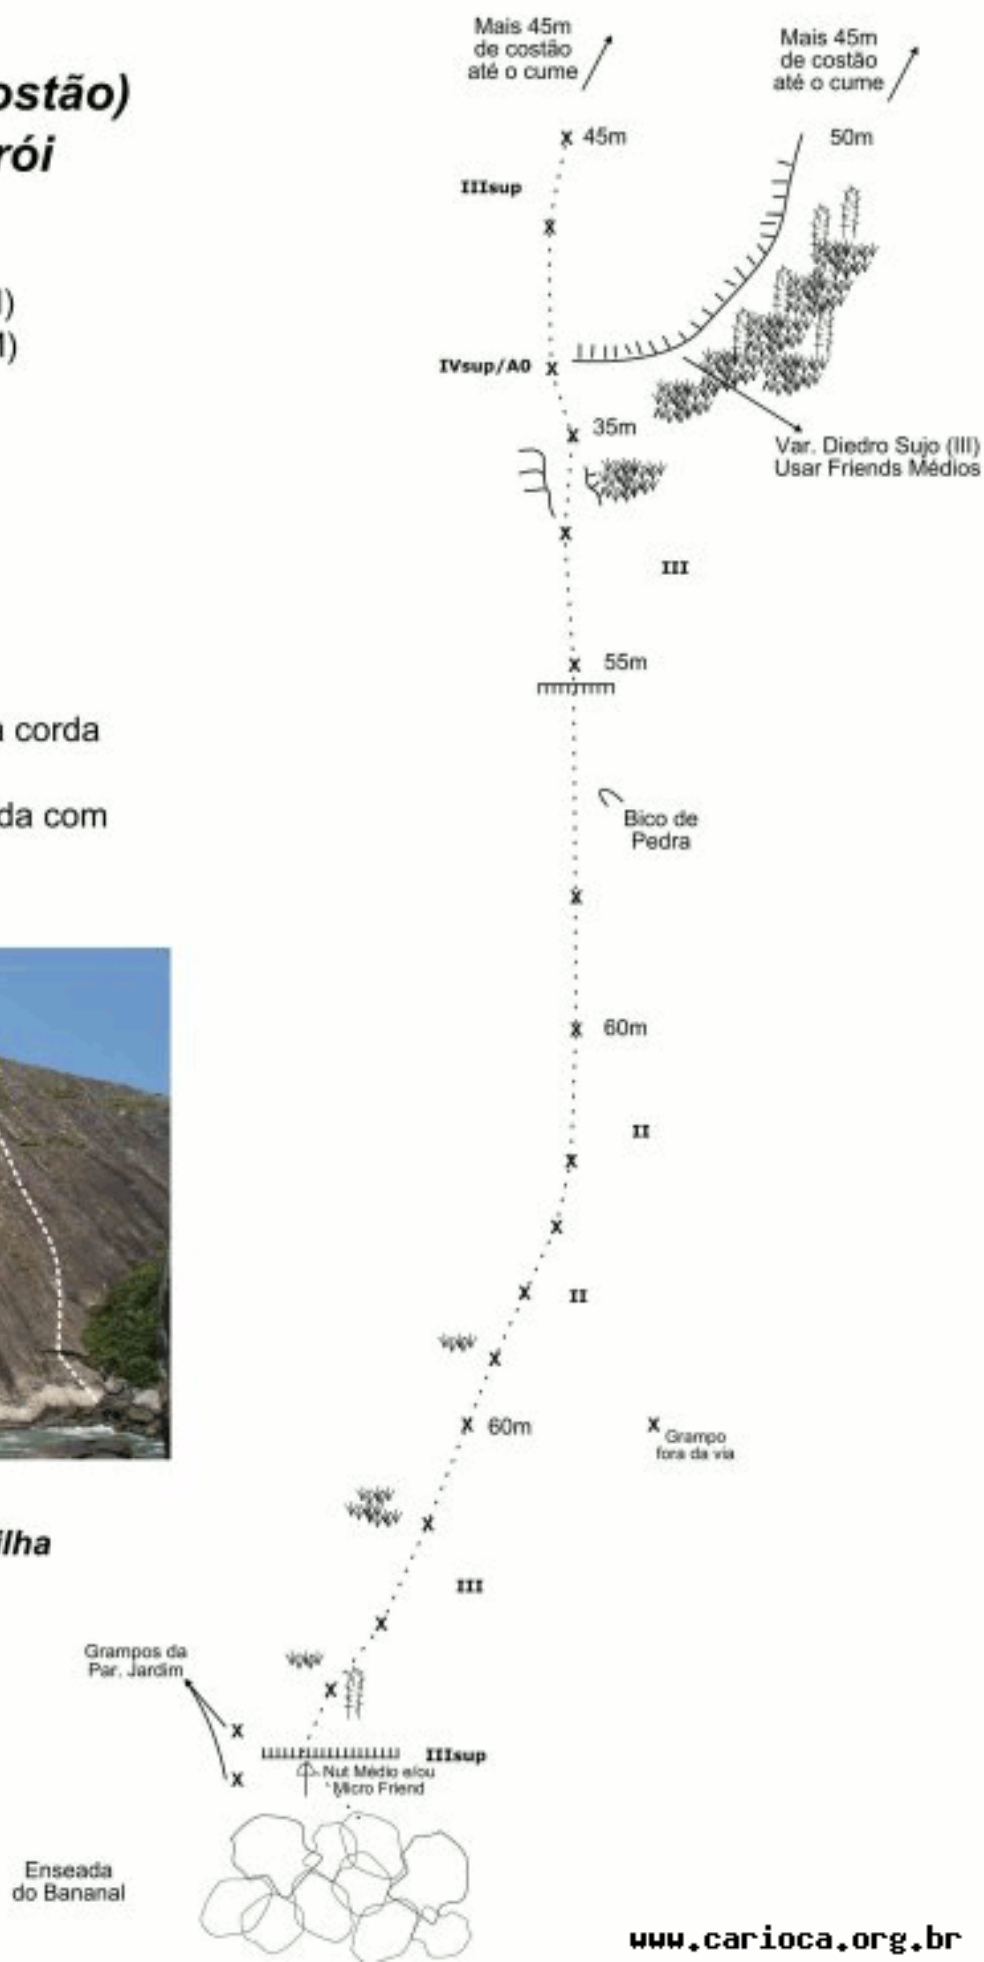 ostão)
rói
)
)
a corda
da com
ilha
Mais 45m
de costão
até o cume
Mais 45m
de costão
até o cume
x 45m
50m
IIIsup
x
IVsup/A0 x
x 35m
Var. Diedro Sujo (III)
Usar Friends Médios
x
III
x 55m
Bico de
Pedra
x
x 60m
II
x
x
x II
x
x 60m
x Grampo
fora da via
x
III
x
Grampos da
Par. Jardim
x
x
IIIsup
x
Nut Médio e/ou
Micro Friend
Enseada
do Bananal
www.carioca.org.br